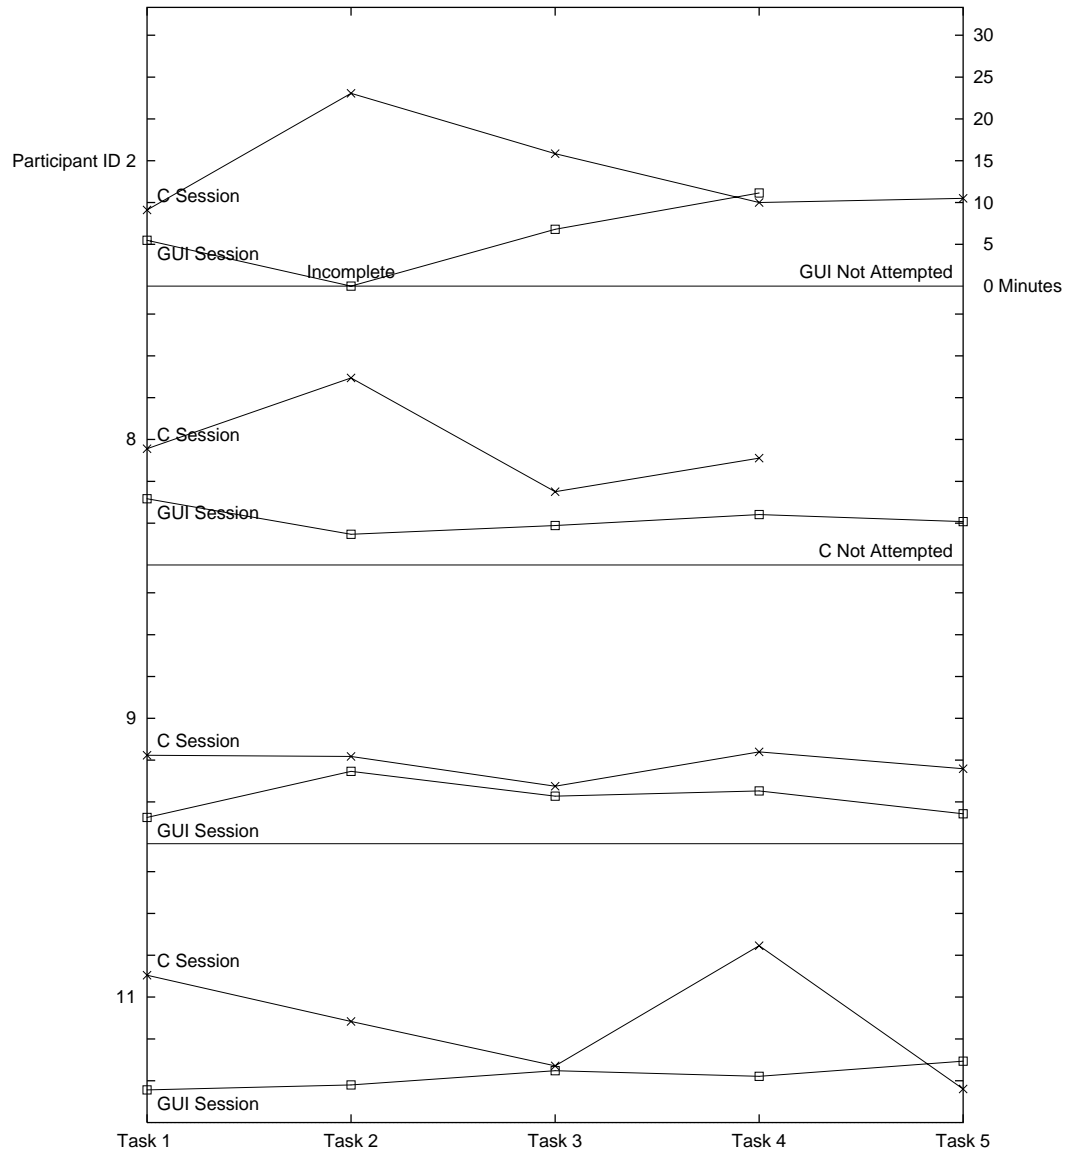 30
25
20
Participant ID 2
15
C Session
10
GUI Session
5
Incomplete
GUI Not Attempted
0 Minutes
8
C Session
GUI Session
C Not Attempted
9
C Session
GUI Session
C Session
11
GUI Session
Task 1
Task 2
Task 3
Task 4
Task 5